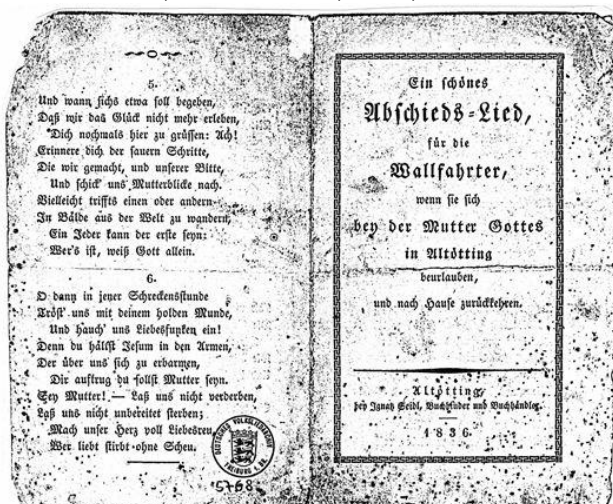 5.
Und wann sichs etwa soll begeben,
Daß wir das Glück nicht mehr erleben,
Dich nochmals hier zu grüssen: Ach!
Erinnere dich der sauern Schritte,
Die wir gemacht, und unserer Bitte,
Und schick' uns Mutterblicke nach.
Vielleicht triffts einen oder andern
In Bälde aus der Welt zu wandern,
Ein Jeder kann der erste seyn:
Wer's ist, weiß Gott allein.
6.
O dann in jener Schreckensstunde
Tröst' uns mit deinem holden Munde,
Und hauch' uns Liebesfunken ein!
Denn du hältst Jesum in den Armen,
Der über uns sich zu erbarmen,
Dir auftrug du sollst Mutter seyn.
Sey Mutter! — Laß uns nicht verderben,
Laß uns nicht unbereitet sterben;
Mach unser Herz voll Liebesreu,
Wer liebt stirbt ohne Scheu.
DEUTSCHES VOLKSLIEDARCHIV
FREIBURG i. Br.
5768
Ein schönes
Abschieds-Lied,
für die
Wallfahrter,
wenn sie sich
bey der Mutter Gottes
in Altötting
beurlauben,
und nach Hause zurückkehren.
Altötting,
bey Ignatz Seidl, Buchbinder und Buchhändler.
1836.